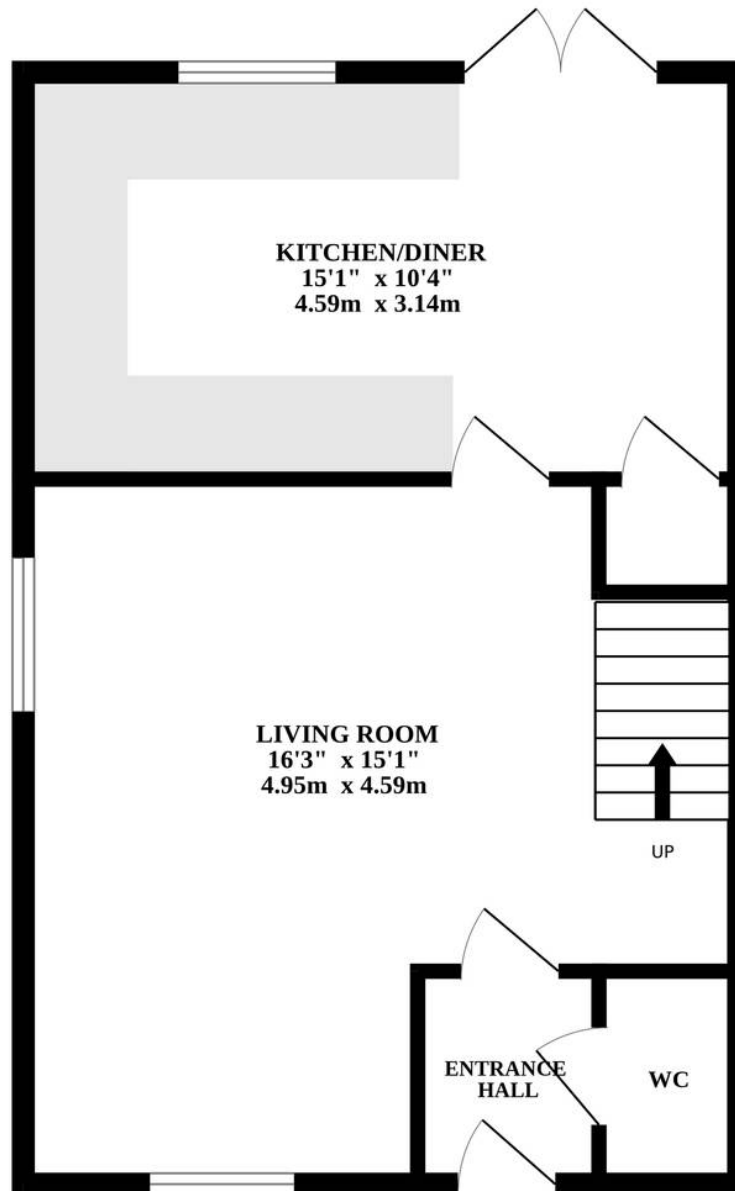 KITCHEN/DINER
15'1" x 10'4"
4.59m x 3.14m
LIVING ROOM
16'3" x 15'1"
4.95m x 4.59m
UP
ENTRANCE
HALL
WC